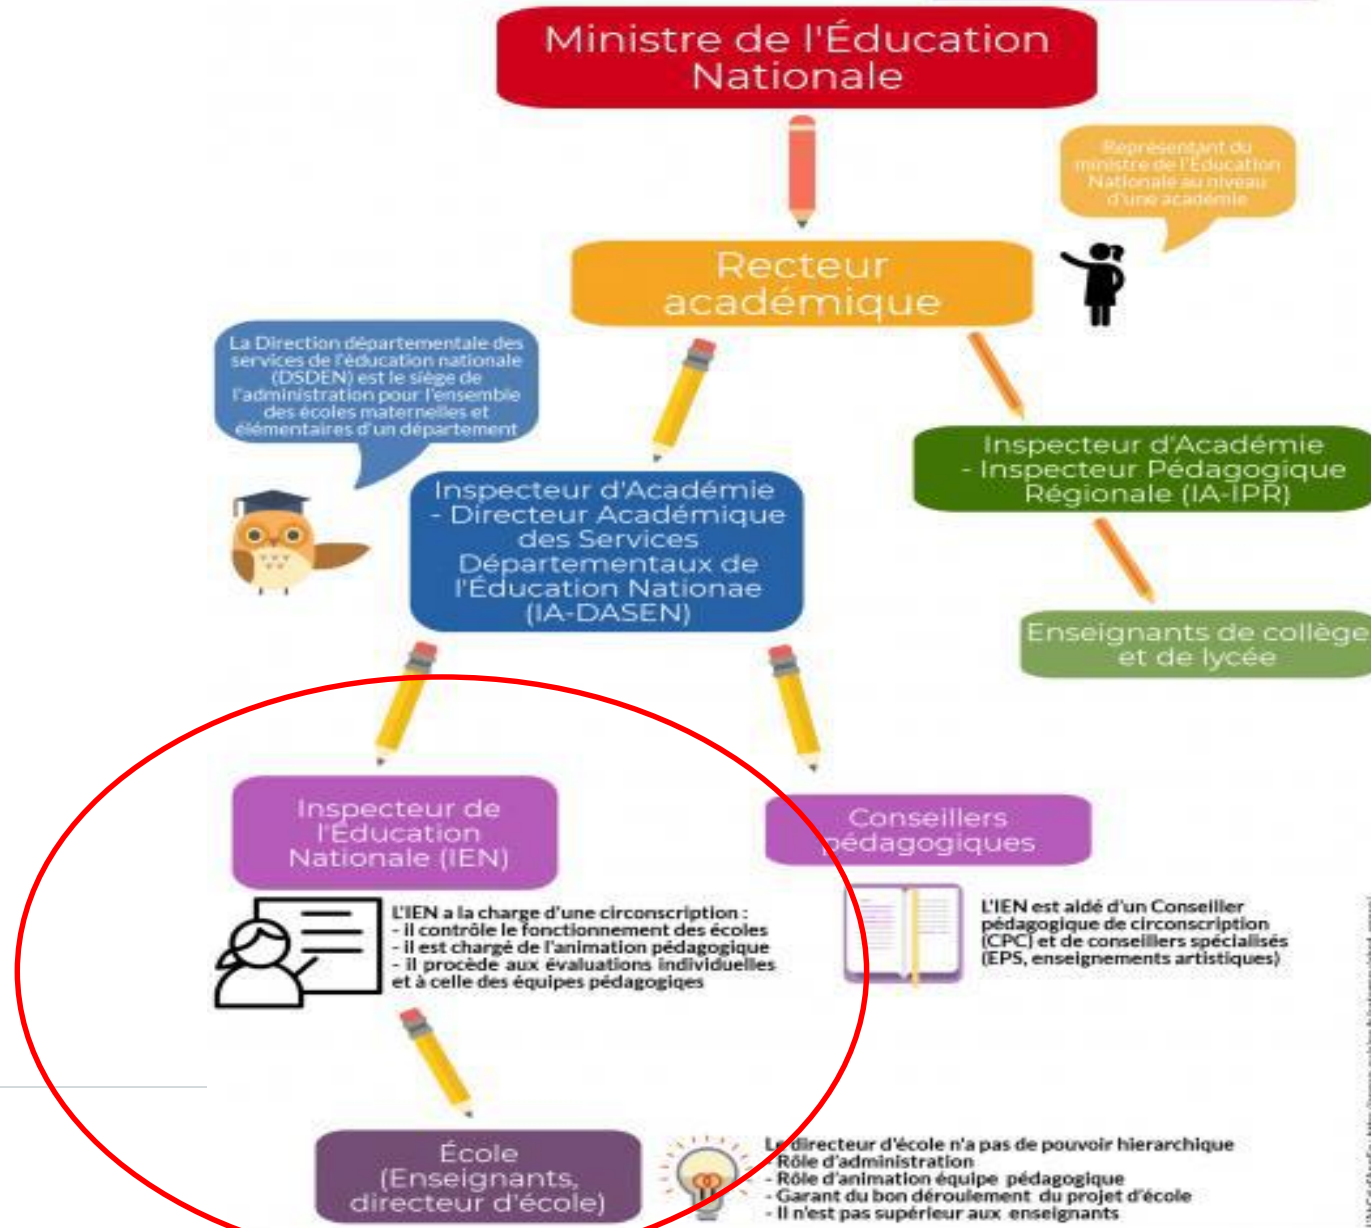 Ministre de l'Éducation
Nationale
Représentant du
ministre de l'Éducation
Nationale au niveau
d'une académie
Recteur
académique
La Direction départementale des
services de l'éducation nationale
(DSDEN) est le siège de
l'administration pour l'ensemble
des écoles maternelles et
élémentaires d'un département
Inspecteur d'Académie
- Inspecteur Pédagogique
Régionale (IA-IPR)
Inspecteur d'Académie
- Directeur Académique
des Services
Départementaux de
l'Éducation Nationae
(IA-DASEN)
Enseignants de collège
et de lycée
Inspecteur de
l'Éducation
Nationale (IEN)
Conseillers
pédagogiques
L'IEN a la charge d'une circonscription :
- il contrôle le fonctionnement des écoles
- il est chargé de l'animation pédagogique
- il procède aux évaluations individuelles
et à celle des équipes pédagogiqes
L'IEN est aidé d'un Conseiller
pédagogique de circonscription
(CPC) et de conseillers spécialisés
(EPS, enseignements artistiques)
École
(Enseignants,
directeur d'école)
Le directeur d'école n'a pas de pouvoir hierarchique
- Rôle d'administration
- Rôle d'animation équipe pédagogique
- Garant du bon déroulement du projet d'école
- Il n'est pas supérieur aux enseignants